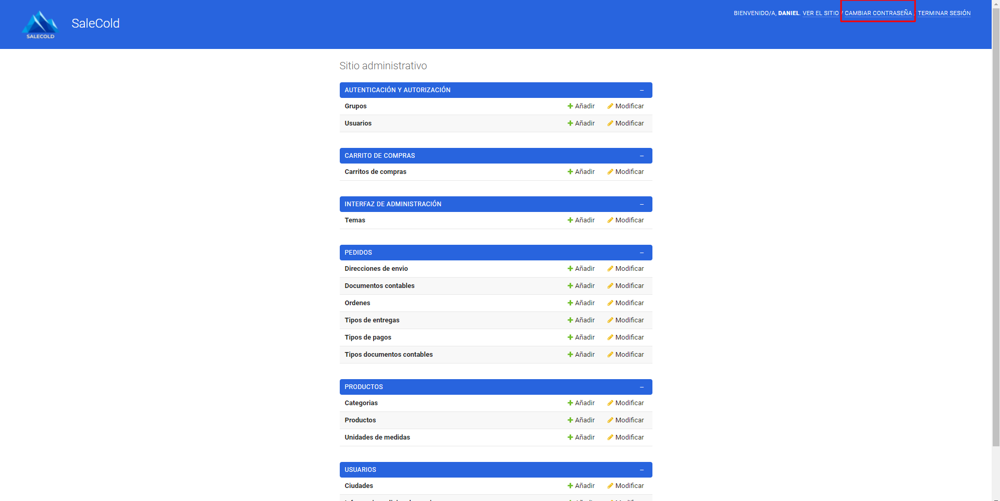 SALECOLD
SaleCold
BIENVENIDO/A, DANIEL. VER EL SITIO / CAMBIAR CONTRASEÑA / TERMINAR SESIÓN
Sitio administrativo
AUTENTICACIÓN Y AUTORIZACIÓN –
Grupos Añadir Modificar
Usuarios Añadir Modificar
CARRITO DE COMPRAS –
Carritos de compras Añadir Modificar
INTERFAZ DE ADMINISTRACIÓN –
Temas Añadir Modificar
PEDIDOS –
Direcciones de envio Añadir Modificar
Documentos contables Añadir Modificar
Ordenes Añadir Modificar
Tipos de entregas Añadir Modificar
Tipos de pagos Añadir Modificar
Tipos documentos contables Añadir Modificar
PRODUCTOS –
Categorias Añadir Modificar
Productos Añadir Modificar
Unidades de medidas Añadir Modificar
USUARIOS –
Ciudades Añadir Modificar